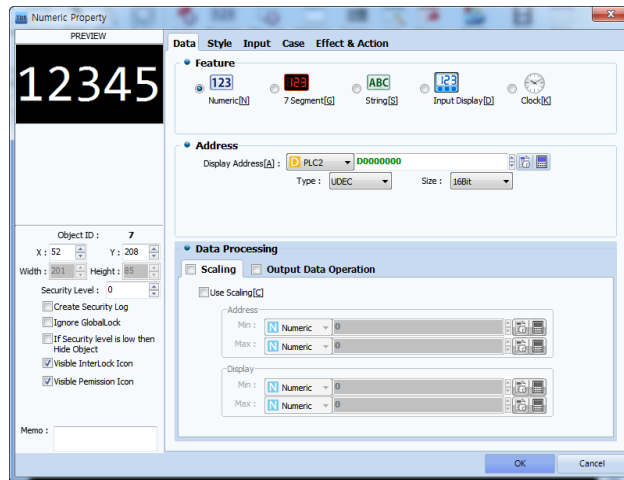 Numeric Property
PREVIEW
12345
Data Style Input Case Effect & Action
Feature
123 123 ABC 123
Numeric[N] 7 Segment[G] String[S] Input Display[D] Clock[K]
Address
Display Address[A] : D PLC2 D0000000
Type : UDEC Size : 16Bit
Object ID : 7
X : 52 Y : 208
Width : 201 Height : 85
Security Level : 0
Create Security Log
Ignore GlobalLock
If Security level is low then
Hide Object
Visible InterLock Icon
Visible Pemission Icon
Memo :
Data Processing
Scaling Output Data Operation
Use Scaling[C]
Address
Min : N Numeric 0
Max : N Numeric 0
Display
Min : N Numeric 0
Max : N Numeric 0
OK Cancel